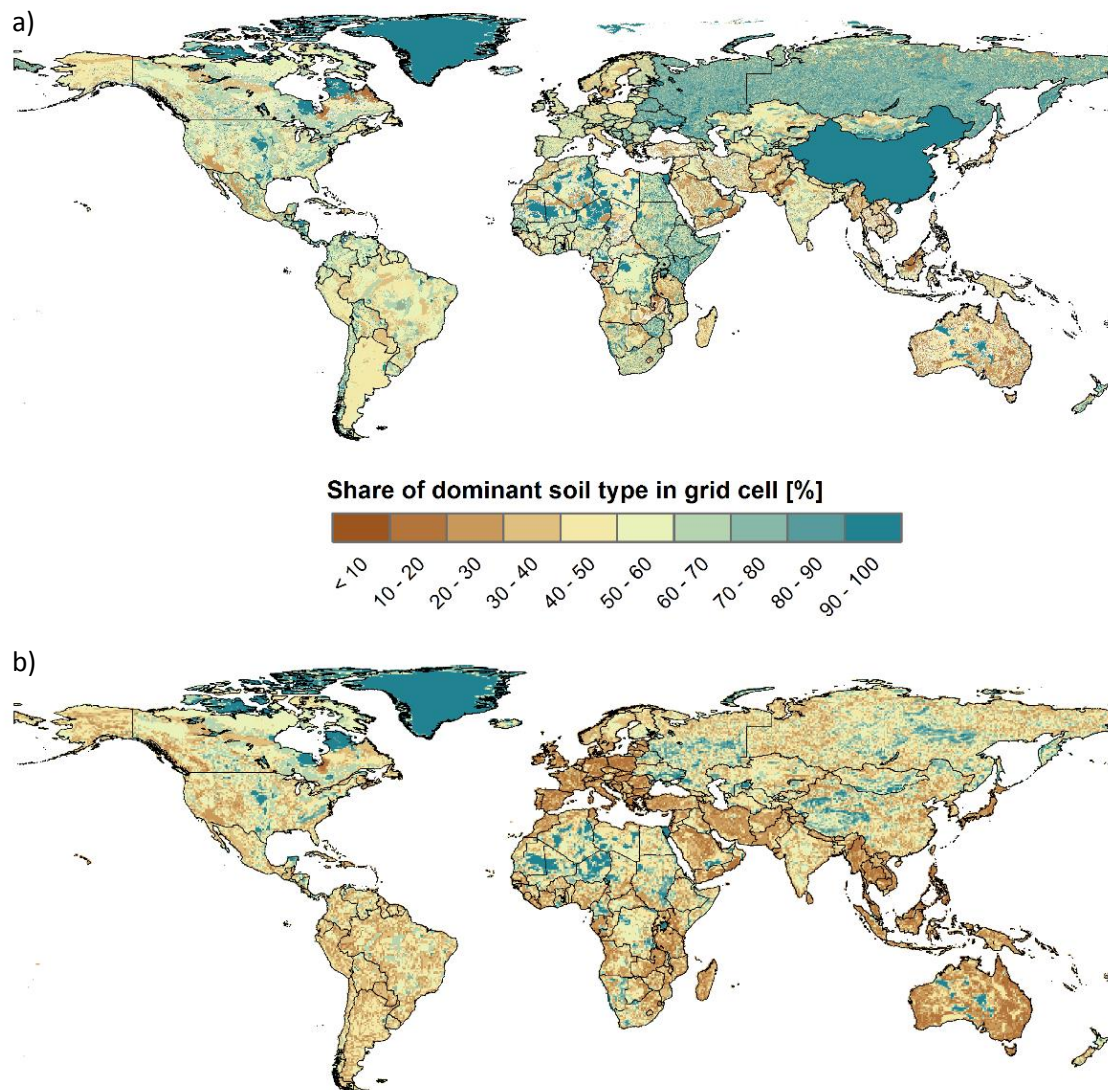 a)
Share of dominant soil type in grid cell [%]
< 10
10 - 20
20 - 30
30 - 40
40 - 50
50 - 60
60 - 70
70 - 80
80 - 90
90 - 100
b)